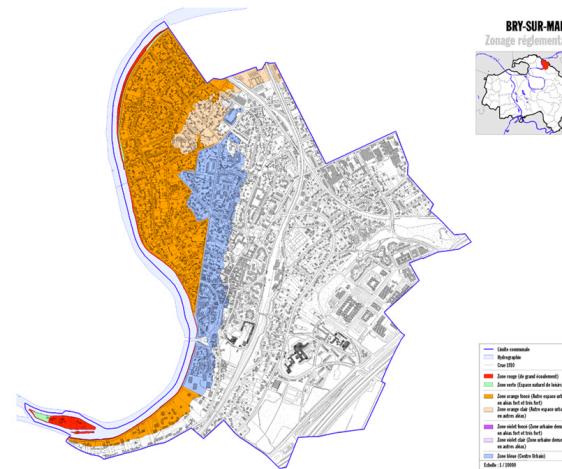 BRY-SUR-MA
Zonage réglement
Limite communale
Hydrographie
Crue 1910
Zone rouge (de grand écoulement)
Zone verte (Espace naturel de loisirs
Zone orange foncé (Autre espace urb
en aléas fort et très fort)
Zone orange clair (Autre espace urb
en autres aléas)
Zone violet foncé (Zone urbaine dens
en aléas fort et très fort)
Zone violet clair (Zone urbaine dens
en autres aléas)
Zone bleue (Centre Urbain)
Echelle : 1 / 10000